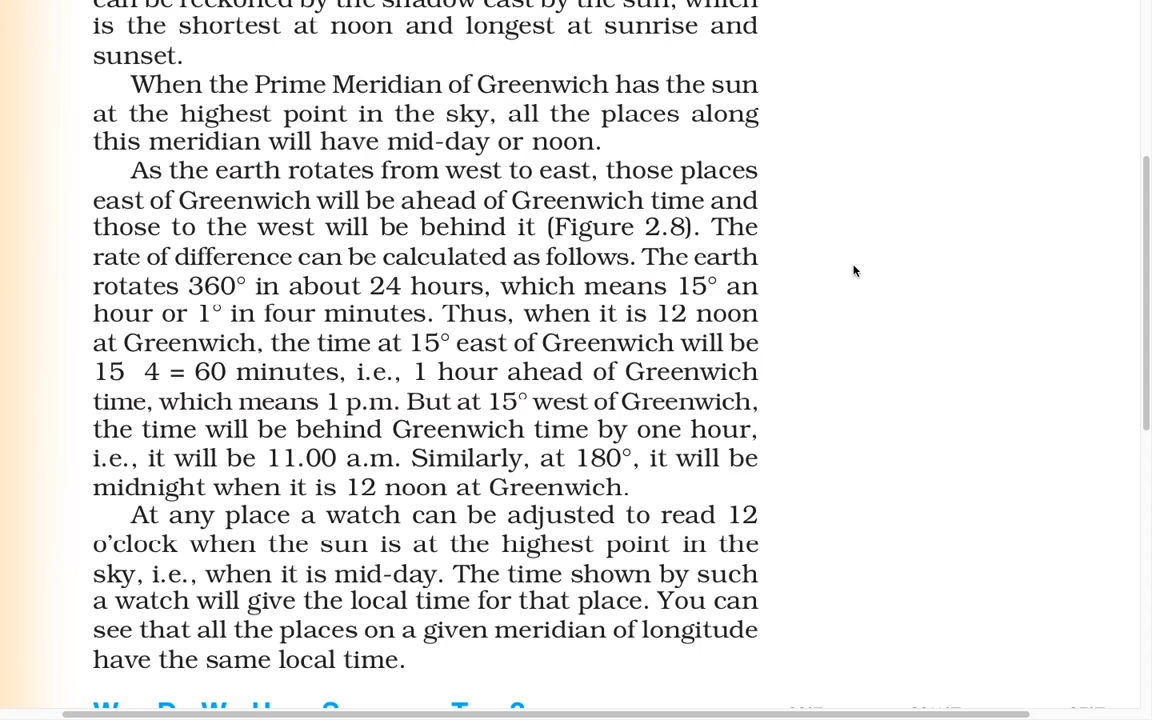 can be reckoned by the shadow cast by the sun, which
is the shortest at noon and longest at sunrise and
sunset.
When the Prime Meridian of Greenwich has the sun
at the highest point in the sky, all the places along
this meridian will have mid-day or noon.
As the earth rotates from west to east, those places
east of Greenwich will be ahead of Greenwich time and
those to the west will be behind it (Figure 2.8). The
rate of difference can be calculated as follows. The earth
rotates 360° in about 24 hours, which means 15° an
hour or 1° in four minutes. Thus, when it is 12 noon
at Greenwich, the time at 15° east of Greenwich will be
15 4 = 60 minutes, i.e., 1 hour ahead of Greenwich
time, which means 1 p.m. But at 15° west of Greenwich,
the time will be behind Greenwich time by one hour,
i.e., it will be 11.00 a.m. Similarly, at 180°, it will be
midnight when it is 12 noon at Greenwich.
At any place a watch can be adjusted to read 12
o’clock when the sun is at the highest point in the
sky, i.e., when it is mid-day. The time shown by such
a watch will give the local time for that place. You can
see that all the places on a given meridian of longitude
have the same local time.